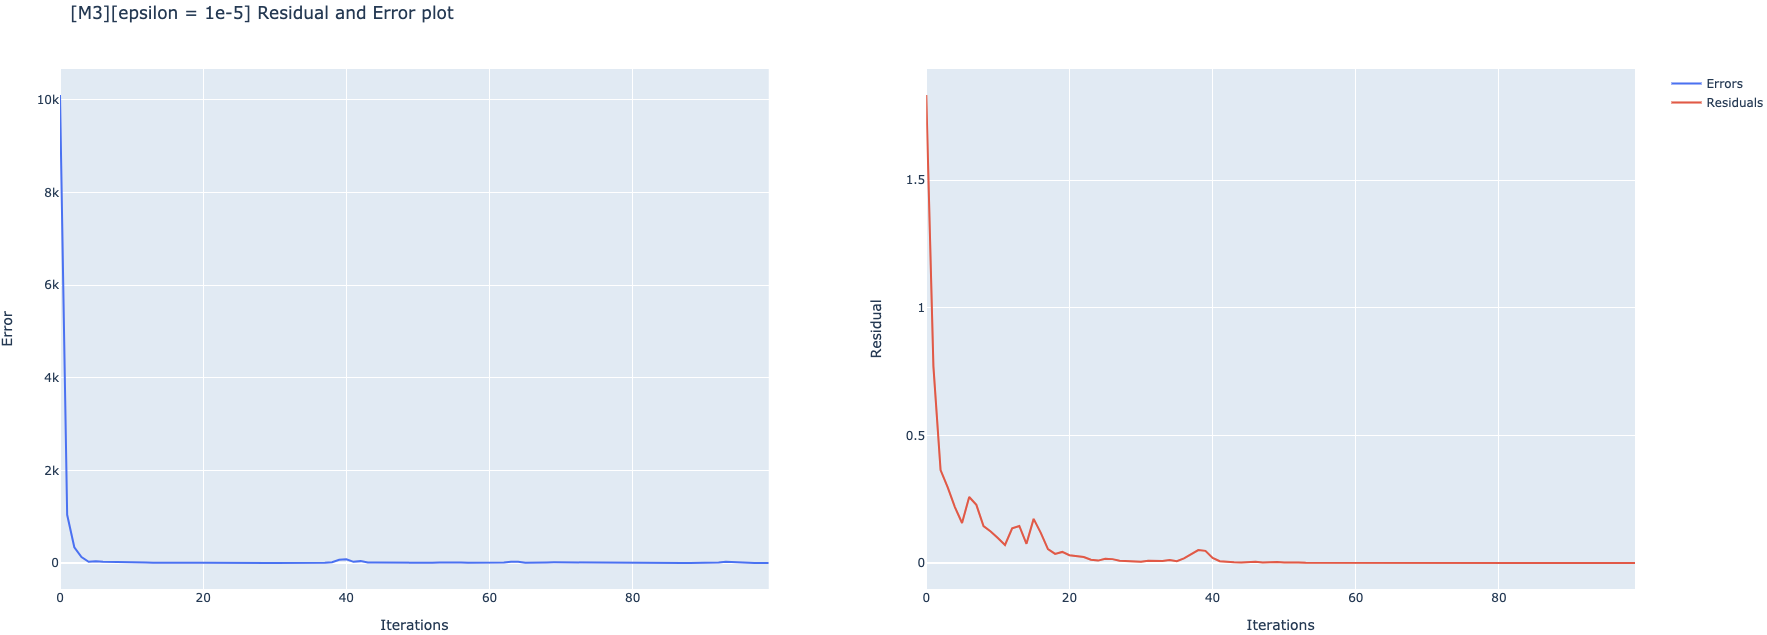 [M3][epsilon = 1e-5] Residual and Error plot
10k
8k
6k
4k
2k
0
Error
0 20 40 60 80
Iterations
1.5
1
0.5
0
Residual
0 20 40 60 80
Iterations
Errors
Residuals